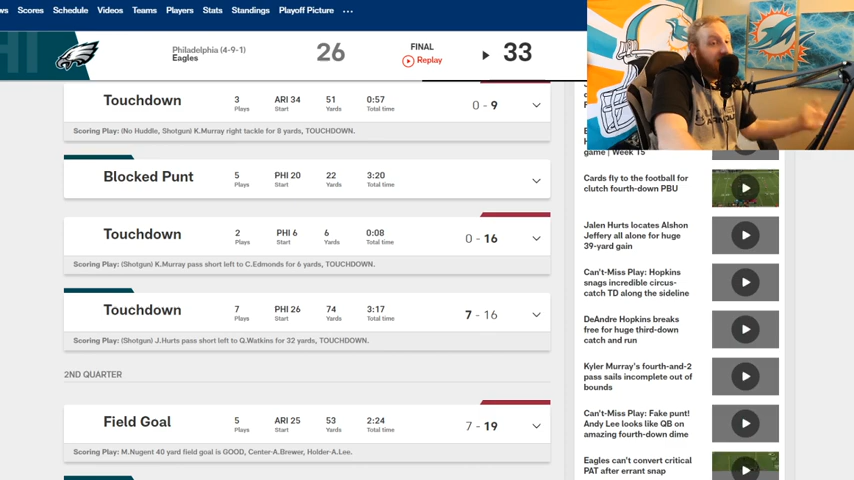 ws Scores Schedule Videos Teams Players Stats Standings Playoff Picture ...
Philadelphia (4-9-1)
Eagles
26
FINAL
Replay
33
Touchdown 3 ARI 34 51 0:57 0 - 9
Plays Start Yards Total time
Scoring Play: (No Huddle, Shotgun) K.Murray right tackle for 8 yards, TOUCHDOWN.
Blocked Punt 5 PHI 20 22 3:20
Plays Start Yards Total time
Touchdown 2 PHI 6 6 0:08 0 - 16
Plays Start Yards Total time
Scoring Play: (Shotgun) K.Murray pass short left to C.Edmonds for 6 yards, TOUCHDOWN.
Touchdown 7 PHI 26 74 3:17 7 - 16
Plays Start Yards Total time
Scoring Play: (Shotgun) J.Hurts pass short left to Q.Watkins for 32 yards, TOUCHDOWN.
2ND QUARTER
Field Goal 5 ARI 25 53 2:24 7 - 19
Plays Start Yards Total time
Scoring Play: M.Nugent 40 yard field goal is GOOD, Center-A.Brewer, Holder-A.Lee.
game | Week 15
Cards fly to the football for
clutch fourth-down PBU
Jalen Hurts locates Alshon
Jeffery all alone for huge
39-yard gain
Can't-Miss Play: Hopkins
snags incredible circus-
catch TD along the sideline
DeAndre Hopkins breaks
free for huge third-down
catch and run
Kyler Murray's fourth-and-2
pass sails incomplete out of
bounds
Can't-Miss Play: Fake punt!
Andy Lee looks like QB on
amazing fourth-down dime
Eagles can't convert critical
PAT after errant snap